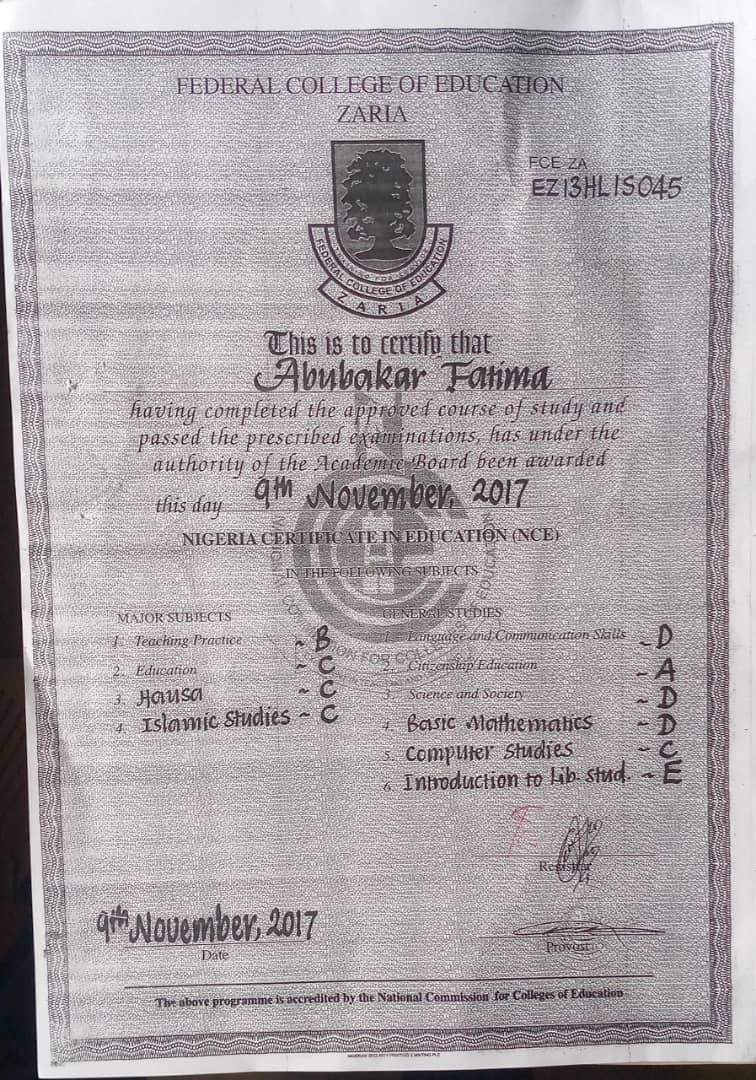 FEDERAL COLLEGE OF EDUCATION
ZARIA
FCE ZA
EZ13HLIS045
FEDERAL COLLEGE OF EDUCATION
ZARIA
This is to certify that
Abubakar Fatima
having completed the approved course of study and
passed the prescribed examinations, has under the
authority of the Academic Board been awarded
this day 9th November, 2017
NIGERIA CERTIFICATE IN EDUCATION (NCE)
IN THE FOLLOWING SUBJECTS
MAJOR SUBJECTS
1. Teaching Practice ~ B
2. Education ~ C
3. Hausa ~ C
4. Islamic Studies ~ C
GENERAL STUDIES
1. Language and Communication Skills - D
2. Citizenship Education - A
3. Science and Society ~ D
4. Basic Mathematics ~ D
5. Computer Studies ~ C
6. Introduction to Lib. Stud. ~ E
Registrar
9th November, 2017
Date
Provost
The above programme is accredited by the National Commission for Colleges of Education